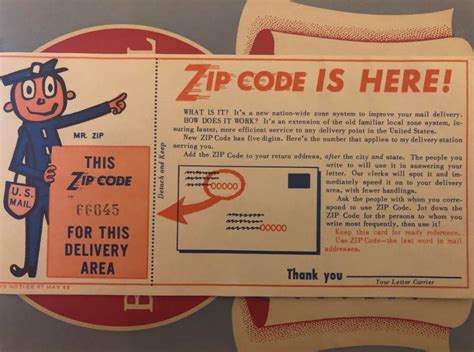 MR. ZIP
U.S.
MAIL
THIS
ZIP CODE
66045
FOR THIS
DELIVERY
AREA
NOTICE 47 MAY 63
Detach and Keep
ZIP CODE IS HERE!
WHAT IS IT? It's a new nation-wide zone system to improve your mail delivery.
HOW DOES IT WORK? It's an extension of the old familiar local zone system, in-
suring faster, more efficient service to any delivery point in the United States.
New ZIP Code has five digits. Here's the number that applies to my delivery station
serving you.
Add the ZIP Code to your return address, after the city and state. The people you
write to will use it in answering your
letter. Our clerks will spot it and im-
mediately speed it on to your delivery
area, with fewer handlings.
Ask the people with whom you corre-
spond to use ZIP Code. Jot down the
ZIP Code for the persons to whom you
write most frequently, then use it!
Keep this card for ready reference.
Use ZIP Code—the last word in mail
addresses.
OOOOO
OOOOO
Thank you
Your Letter Carrier